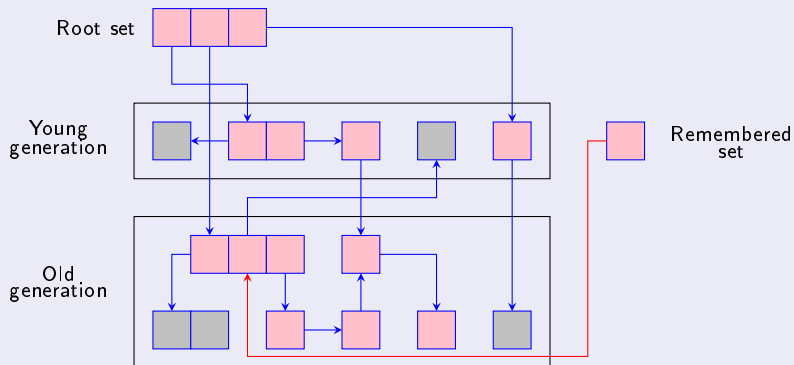 Root set
Young
generation
Remembered
set
Old
generation